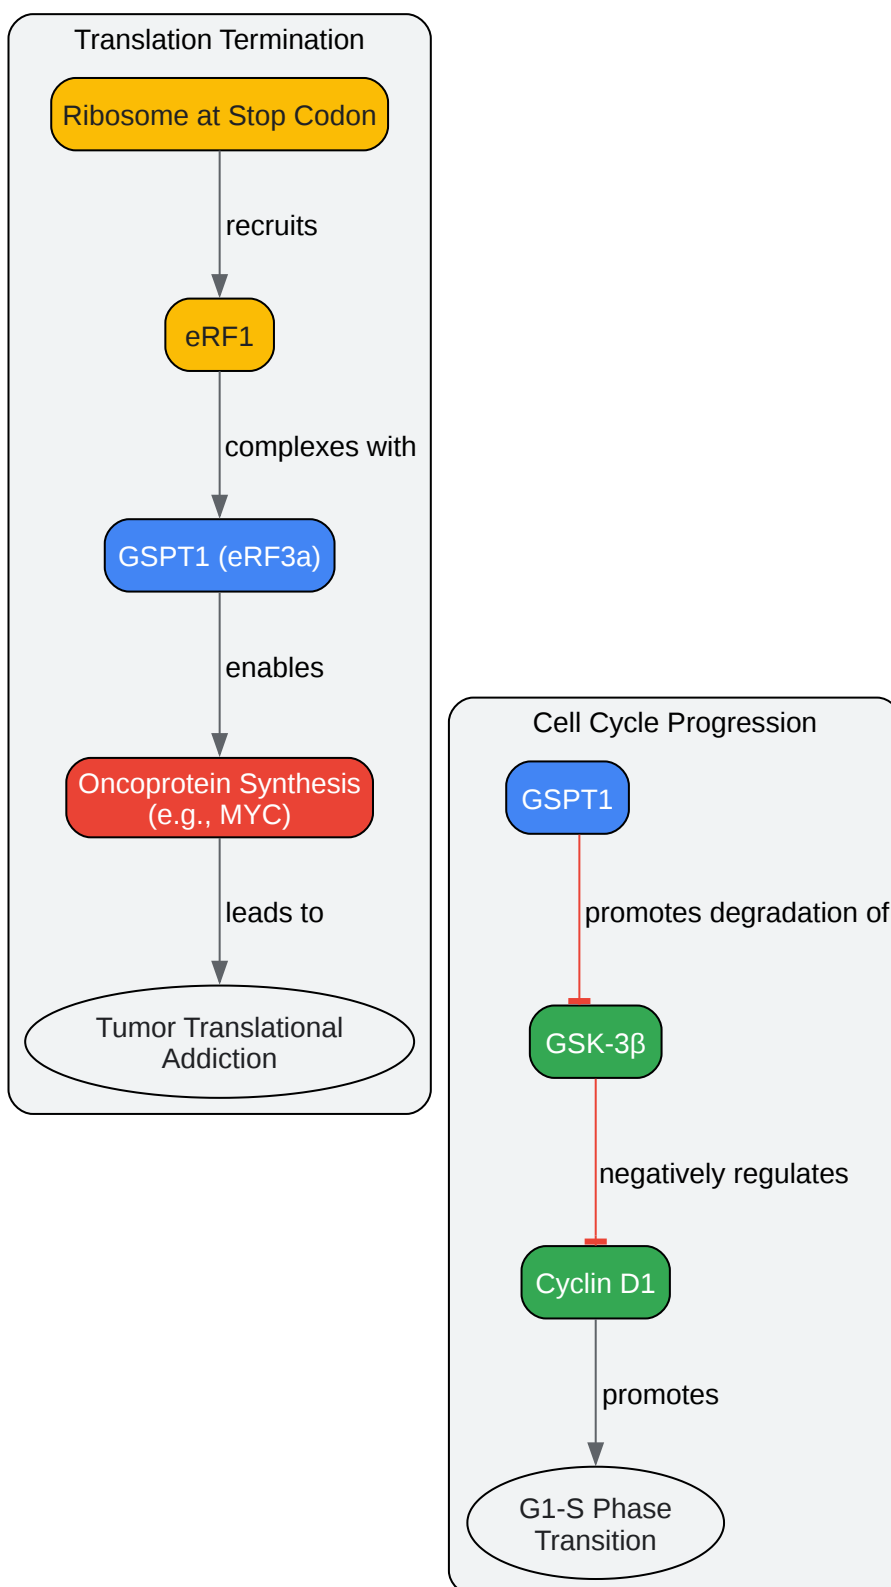 Translation Termination
Ribosome at Stop Codon
recruits
eRF1
complexes with
GSPT1 (eRF3a)
enables
Oncoprotein Synthesis
(e.g., MYC)
leads to
Tumor Translational
Addiction
Cell Cycle Progression
GSPT1
promotes degradation of
GSK-3β
negatively regulates
Cyclin D1
promotes
G1-S Phase
Transition